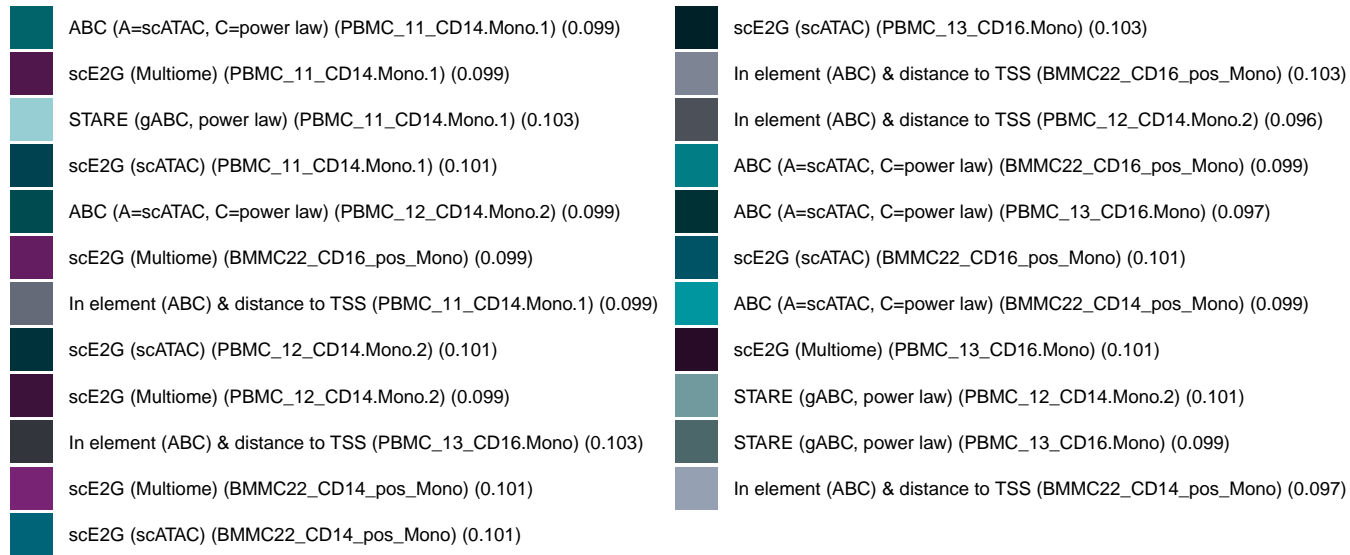 ABC (A=scATAC, C=power law) (PBMC_11_CD14.Mono.1) (0.099)
scE2G (Multiome) (PBMC_11_CD14.Mono.1) (0.099)
STARE (gABC, power law) (PBMC_11_CD14.Mono.1) (0.103)
scE2G (scATAC) (PBMC_11_CD14.Mono.1) (0.101)
ABC (A=scATAC, C=power law) (PBMC_12_CD14.Mono.2) (0.099)
scE2G (Multiome) (BMMC22_CD16_pos_Mono) (0.099)
In element (ABC) & distance to TSS (PBMC_11_CD14.Mono.1) (0.099)
scE2G (scATAC) (PBMC_12_CD14.Mono.2) (0.101)
scE2G (Multiome) (PBMC_12_CD14.Mono.2) (0.099)
In element (ABC) & distance to TSS (PBMC_13_CD16.Mono) (0.103)
scE2G (Multiome) (BMMC22_CD14_pos_Mono) (0.101)
scE2G (scATAC) (BMMC22_CD14_pos_Mono) (0.101)
scE2G (scATAC) (PBMC_13_CD16.Mono) (0.103)
In element (ABC) & distance to TSS (BMMC22_CD16_pos_Mono) (0.103)
In element (ABC) & distance to TSS (PBMC_12_CD14.Mono.2) (0.096)
ABC (A=scATAC, C=power law) (BMMC22_CD16_pos_Mono) (0.099)
ABC (A=scATAC, C=power law) (PBMC_13_CD16.Mono) (0.097)
scE2G (scATAC) (BMMC22_CD16_pos_Mono) (0.101)
ABC (A=scATAC, C=power law) (BMMC22_CD14_pos_Mono) (0.099)
scE2G (Multiome) (PBMC_13_CD16.Mono) (0.101)
STARE (gABC, power law) (PBMC_12_CD14.Mono.2) (0.101)
STARE (gABC, power law) (PBMC_13_CD16.Mono) (0.099)
In element (ABC) & distance to TSS (BMMC22_CD14_pos_Mono) (0.097)